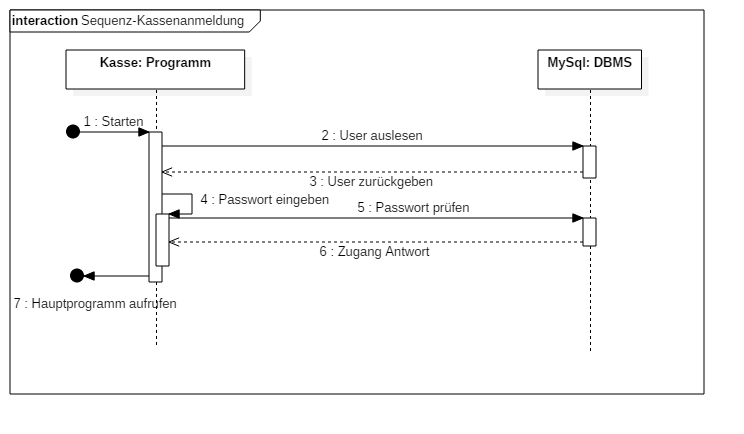 interaction Sequenz-Kassenanmeldung
Kasse: Programm
MySql: DBMS
1 : Starten
2 : User auslesen
3 : User zurückgeben
4 : Passwort eingeben
5 : Passwort prüfen
6 : Zugang Antwort
7 : Hauptprogramm aufrufen